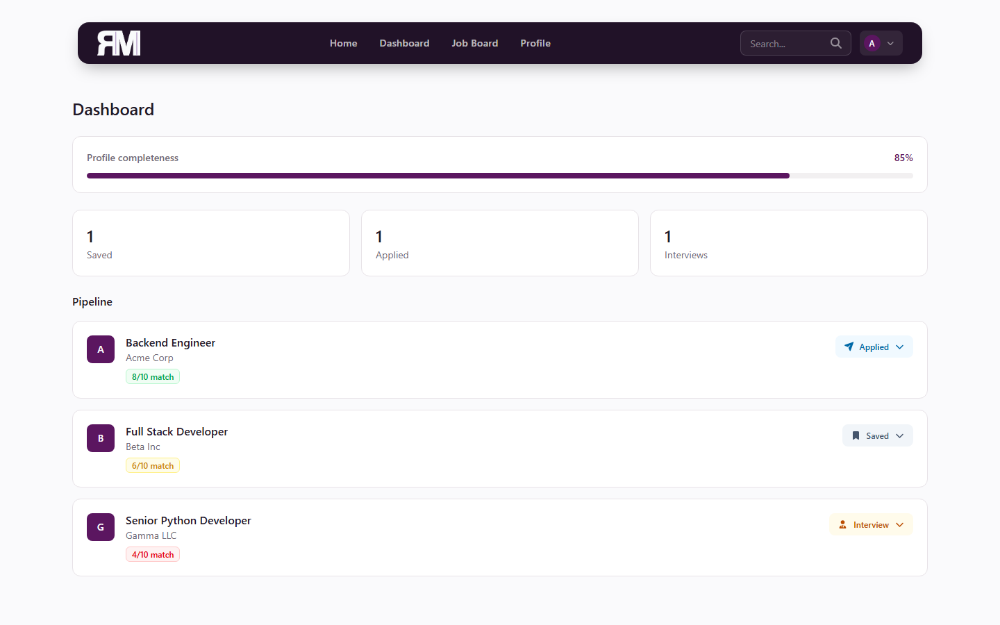 RM
Home
Dashboard
Job Board
Profile
Search...
A
Dashboard
Profile completeness
85%
1
Saved
1
Applied
1
Interviews
Pipeline
A
Backend Engineer
Acme Corp
8/10 match
Applied
B
Full Stack Developer
Beta Inc
6/10 match
Saved
G
Senior Python Developer
Gamma LLC
4/10 match
Interview